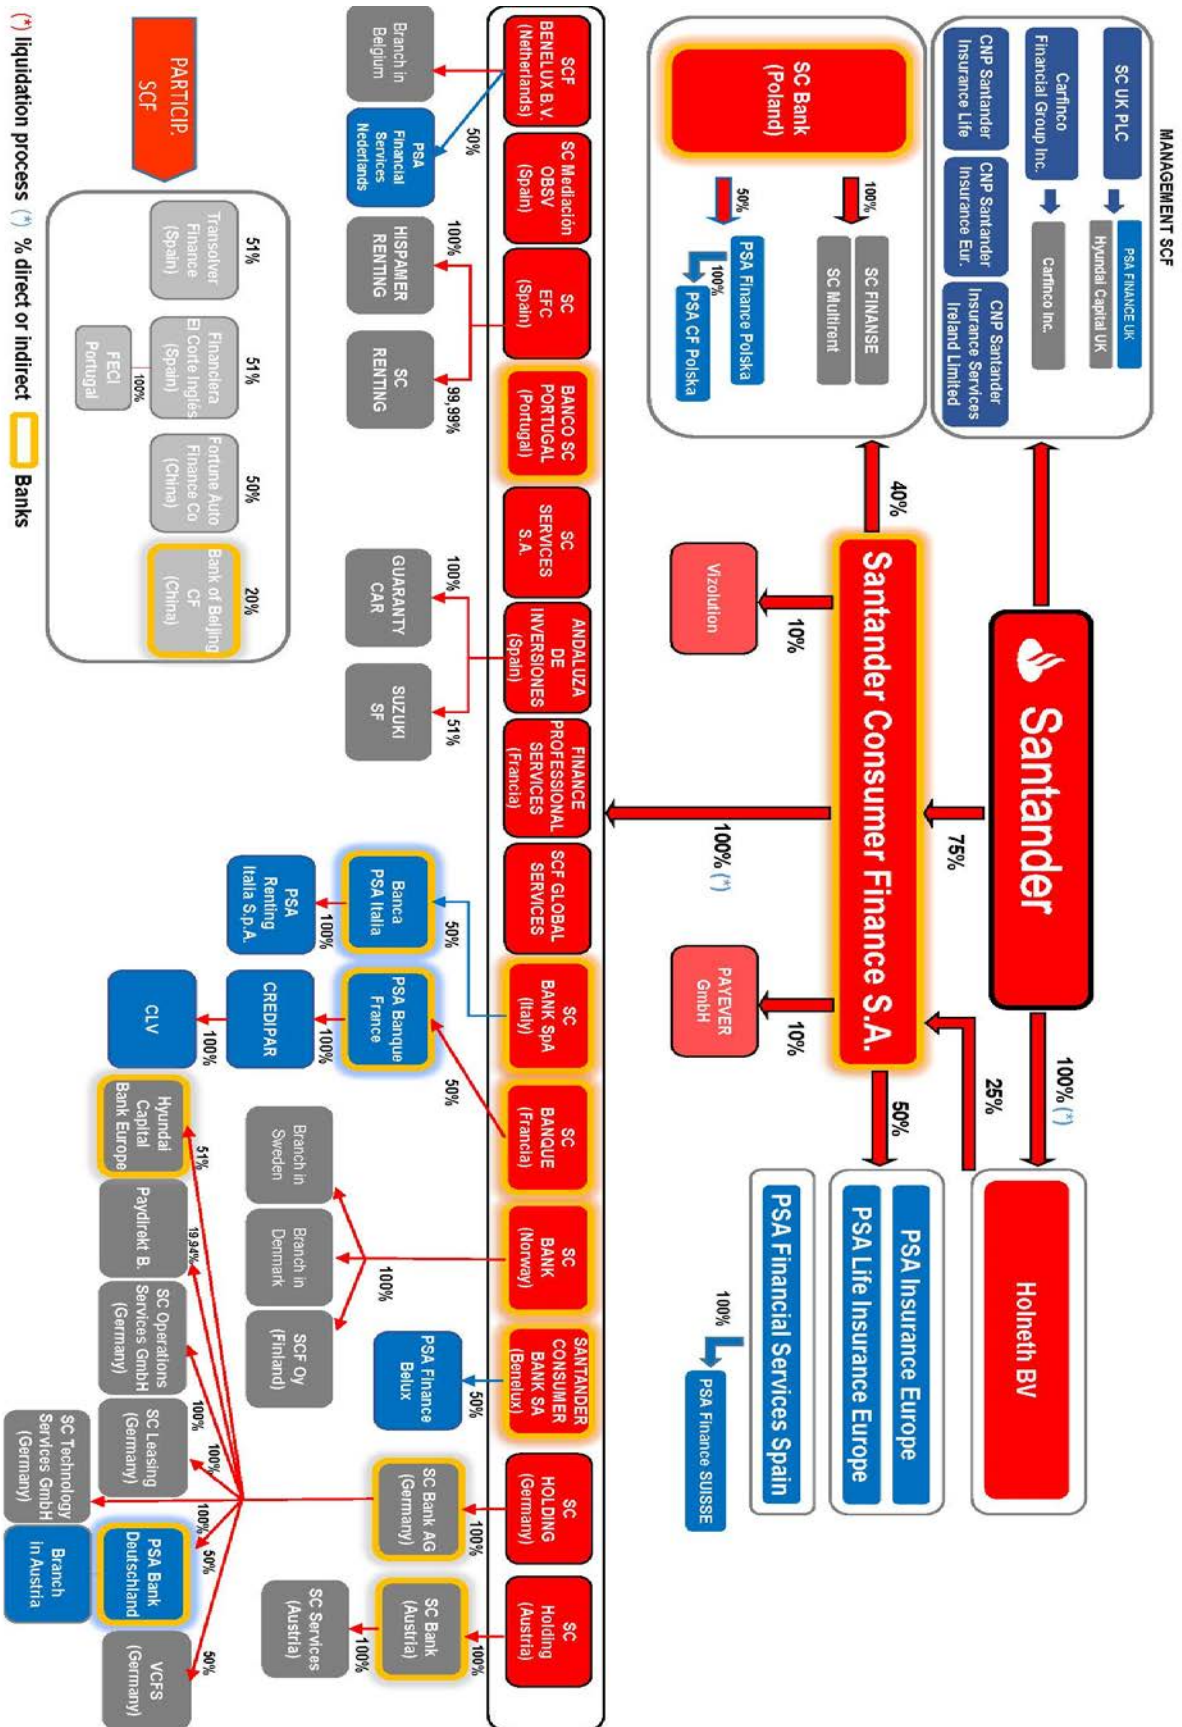 MANAGEMENT SCF
SC UK PLC
PSA FINANCE UK
Hyundai Capital UK
Carfinco
Financial Group Inc.
Carfinco Inc.
CNP Santander
Insurance Life
CNP Santander
Insurance Eur.
CNP Santander
Insurance Services
Ireland Limited
Santander
100% (*)
Holneth BV
75%
25%
SC Bank
(Poland)
100%
SC FINANSE
SC Multirent
50%
PSA Finance Polska
100%
PSA CF Polska
40%
Santander Consumer Finance S.A.
50%
PSA Insurance Europe
PSA Life Insurance Europe
PSA Financial Services Spain
100%
PSA Finance SUISSE
10%
Vizolution
100% (*)
10%
PAYEVER
GmbH
SCF
BENELUX B.V.
(Netherlands)
SC Mediación
OBSV
(Spain)
SC
EFC
(Spain)
BANCO SC
PORTUGAL
(Portugal)
SC
SERVICES
S.A.
ANDALUZA
DE
INVERSIONES
(Spain)
FINANCE
PROFESSIONAL
SERVICES
(Francia)
SCF GLOBAL
SERVICES
SC
BANK SpA
(Italy)
SC
BANQUE
(Francia)
SC
BANK
(Norway)
SANTANDER
CONSUMER
BANK SA
(Benelux)
SC
HOLDING
(Germany)
SC
Holding
(Austria)
50%
Branch in
Belgium
PSA
Financial
Services
Nederlands
100%
HISPAMER
RENTING
99,99%
SC
RENTING
100%
GUARANTY
CAR
51%
SUZUKI
SF
50%
Banca
PSA Italia
100%
PSA
Renting
Italia S.p.A.
50%
PSA Banque
France
100%
CREDIPAR
100%
CLV
100%
Branch in
Sweden
Branch in
Denmark
SCF Oy
(Finland)
50%
PSA Finance
Belux
100%
SC Bank AG
(Germany)
100%
SC Bank
(Austria)
100%
SC Services
(Austria)
51%
Hyundai
Capital
Bank Europe
19,94%
Paydirekt B.
100%
SC Operations
Services GmbH
(Germany)
100%
SC Leasing
(Germany)
100%
SC Technology
Services GmbH
(Germany)
50%
PSA Bank
Deutschland
Branch
in Austria
50%
VCFS
(Germany)
PARTICIP.
SCF
51%
Transolver
Finance
(Spain)
51%
Financiera
El Corte Inglés
(Spain)
100%
FECI
Portugal
50%
Fortune Auto
Finance Co
(China)
20%
Bank of Beijing
CF
(China)
(*) liquidation process (*) % direct or indirect Banks